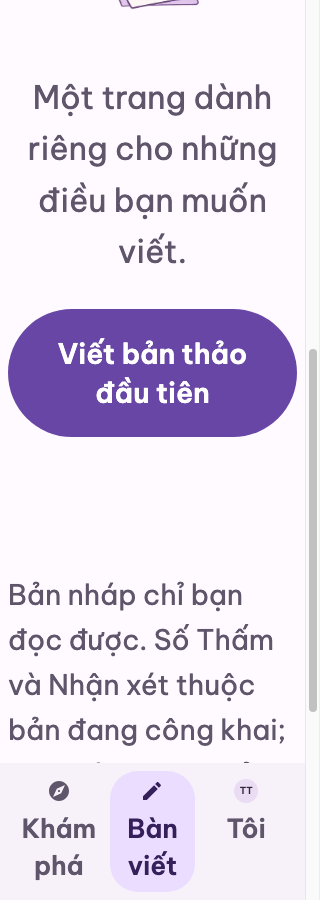 Một trang dành
riêng cho những
điều bạn muốn
viết.
Viết bản thảo
đầu tiên
Bản nháp chỉ bạn
đọc được. Số Thấm
và Nhận xét thuộc
bản đang công khai;
TT
Khám
phá
Bàn
viết
Tôi